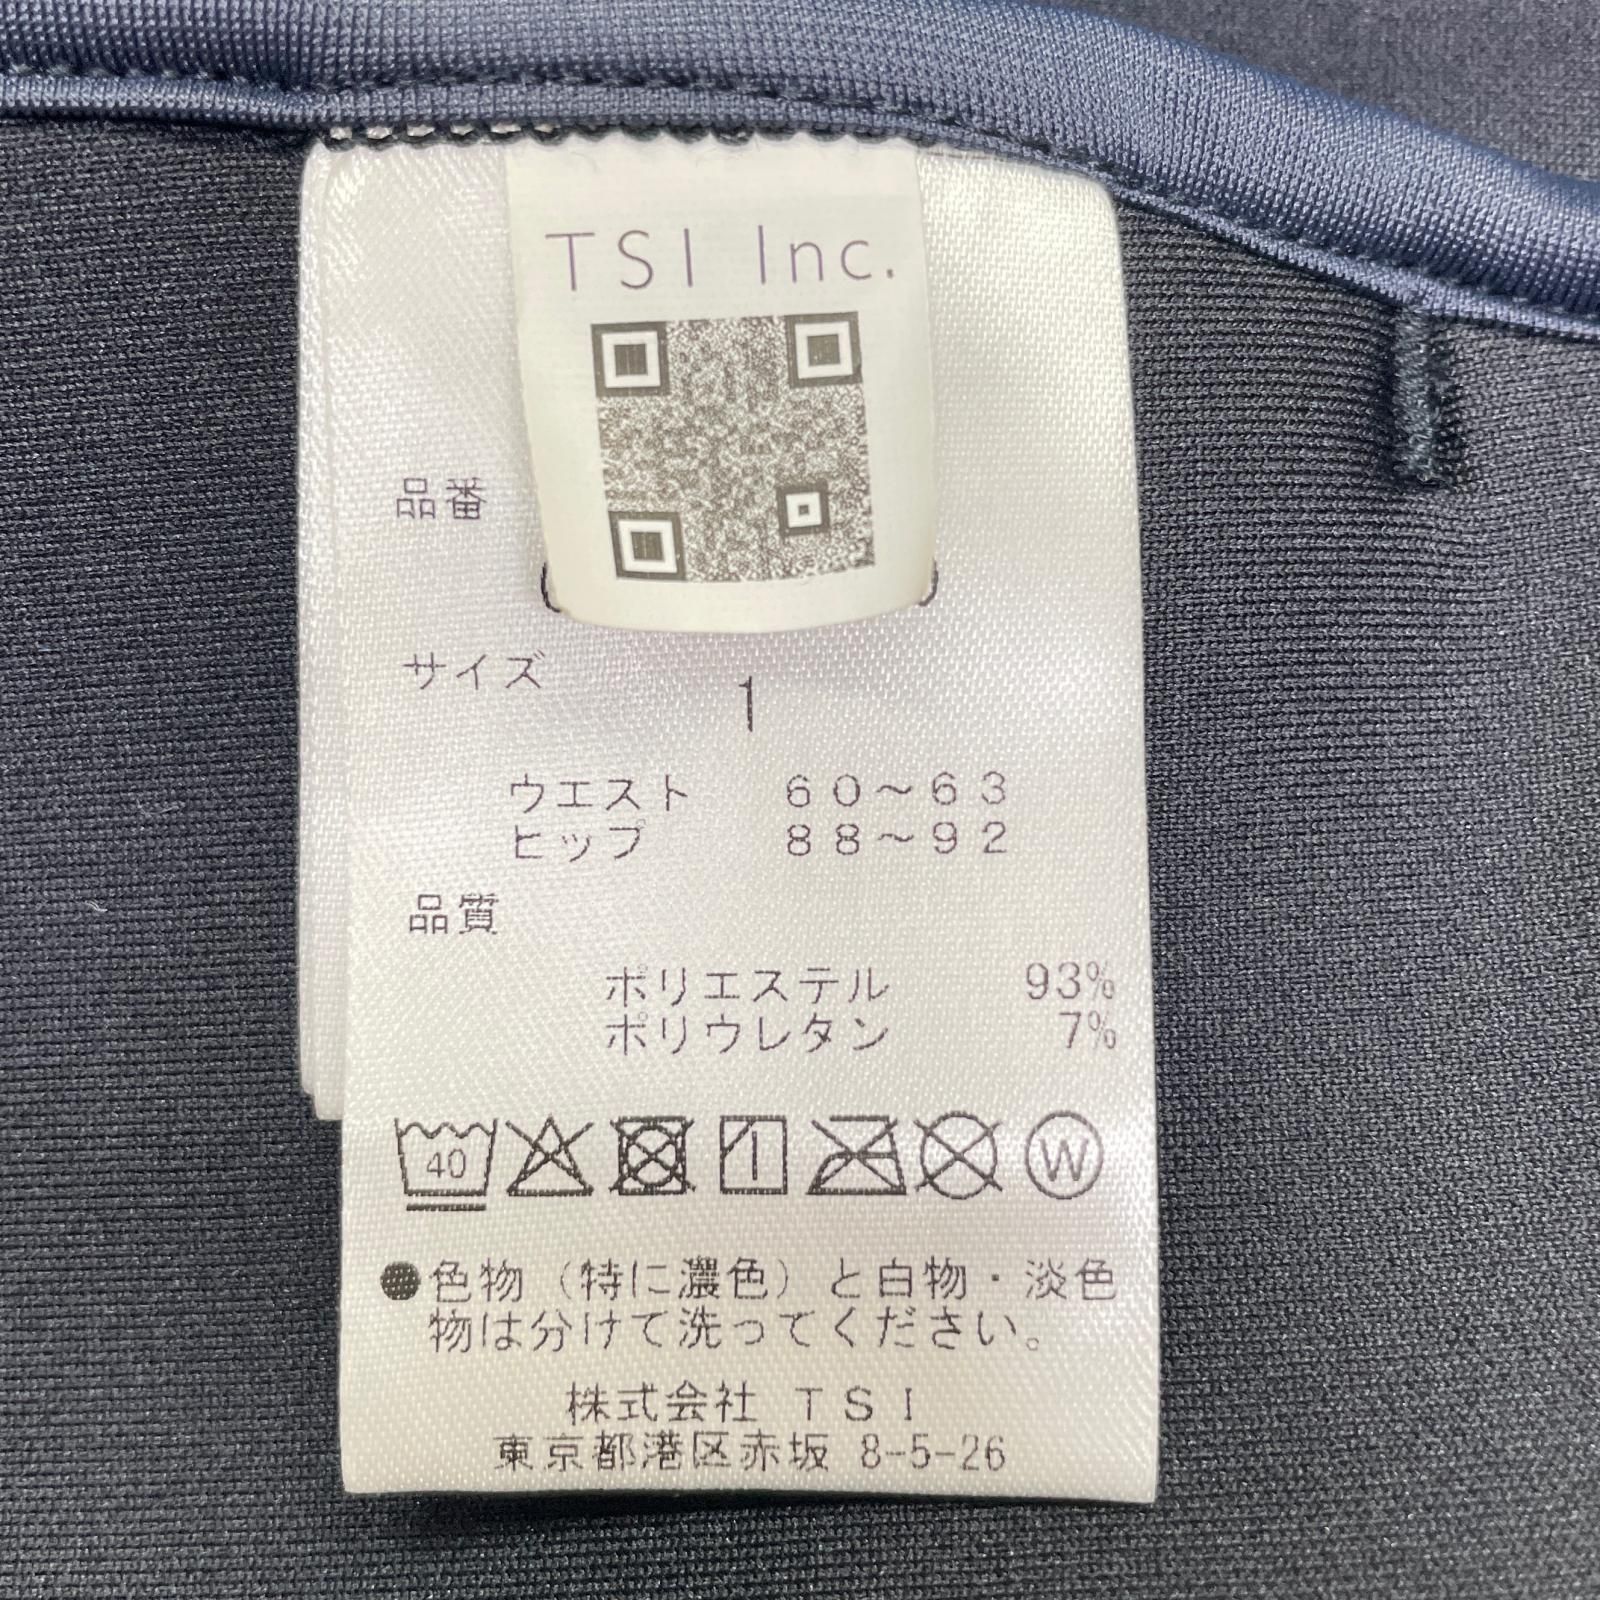 TSI Inc.
品番
サイズ
1
ウエスト 60～63
ヒップ 88～92
品質
ポリエステル 93%
ポリウレタン 7%
40
W
●色物（特に濃色）と白物・淡色
物は分けて洗ってください。
株式会社 TSI
東京都港区赤坂 8-5-26